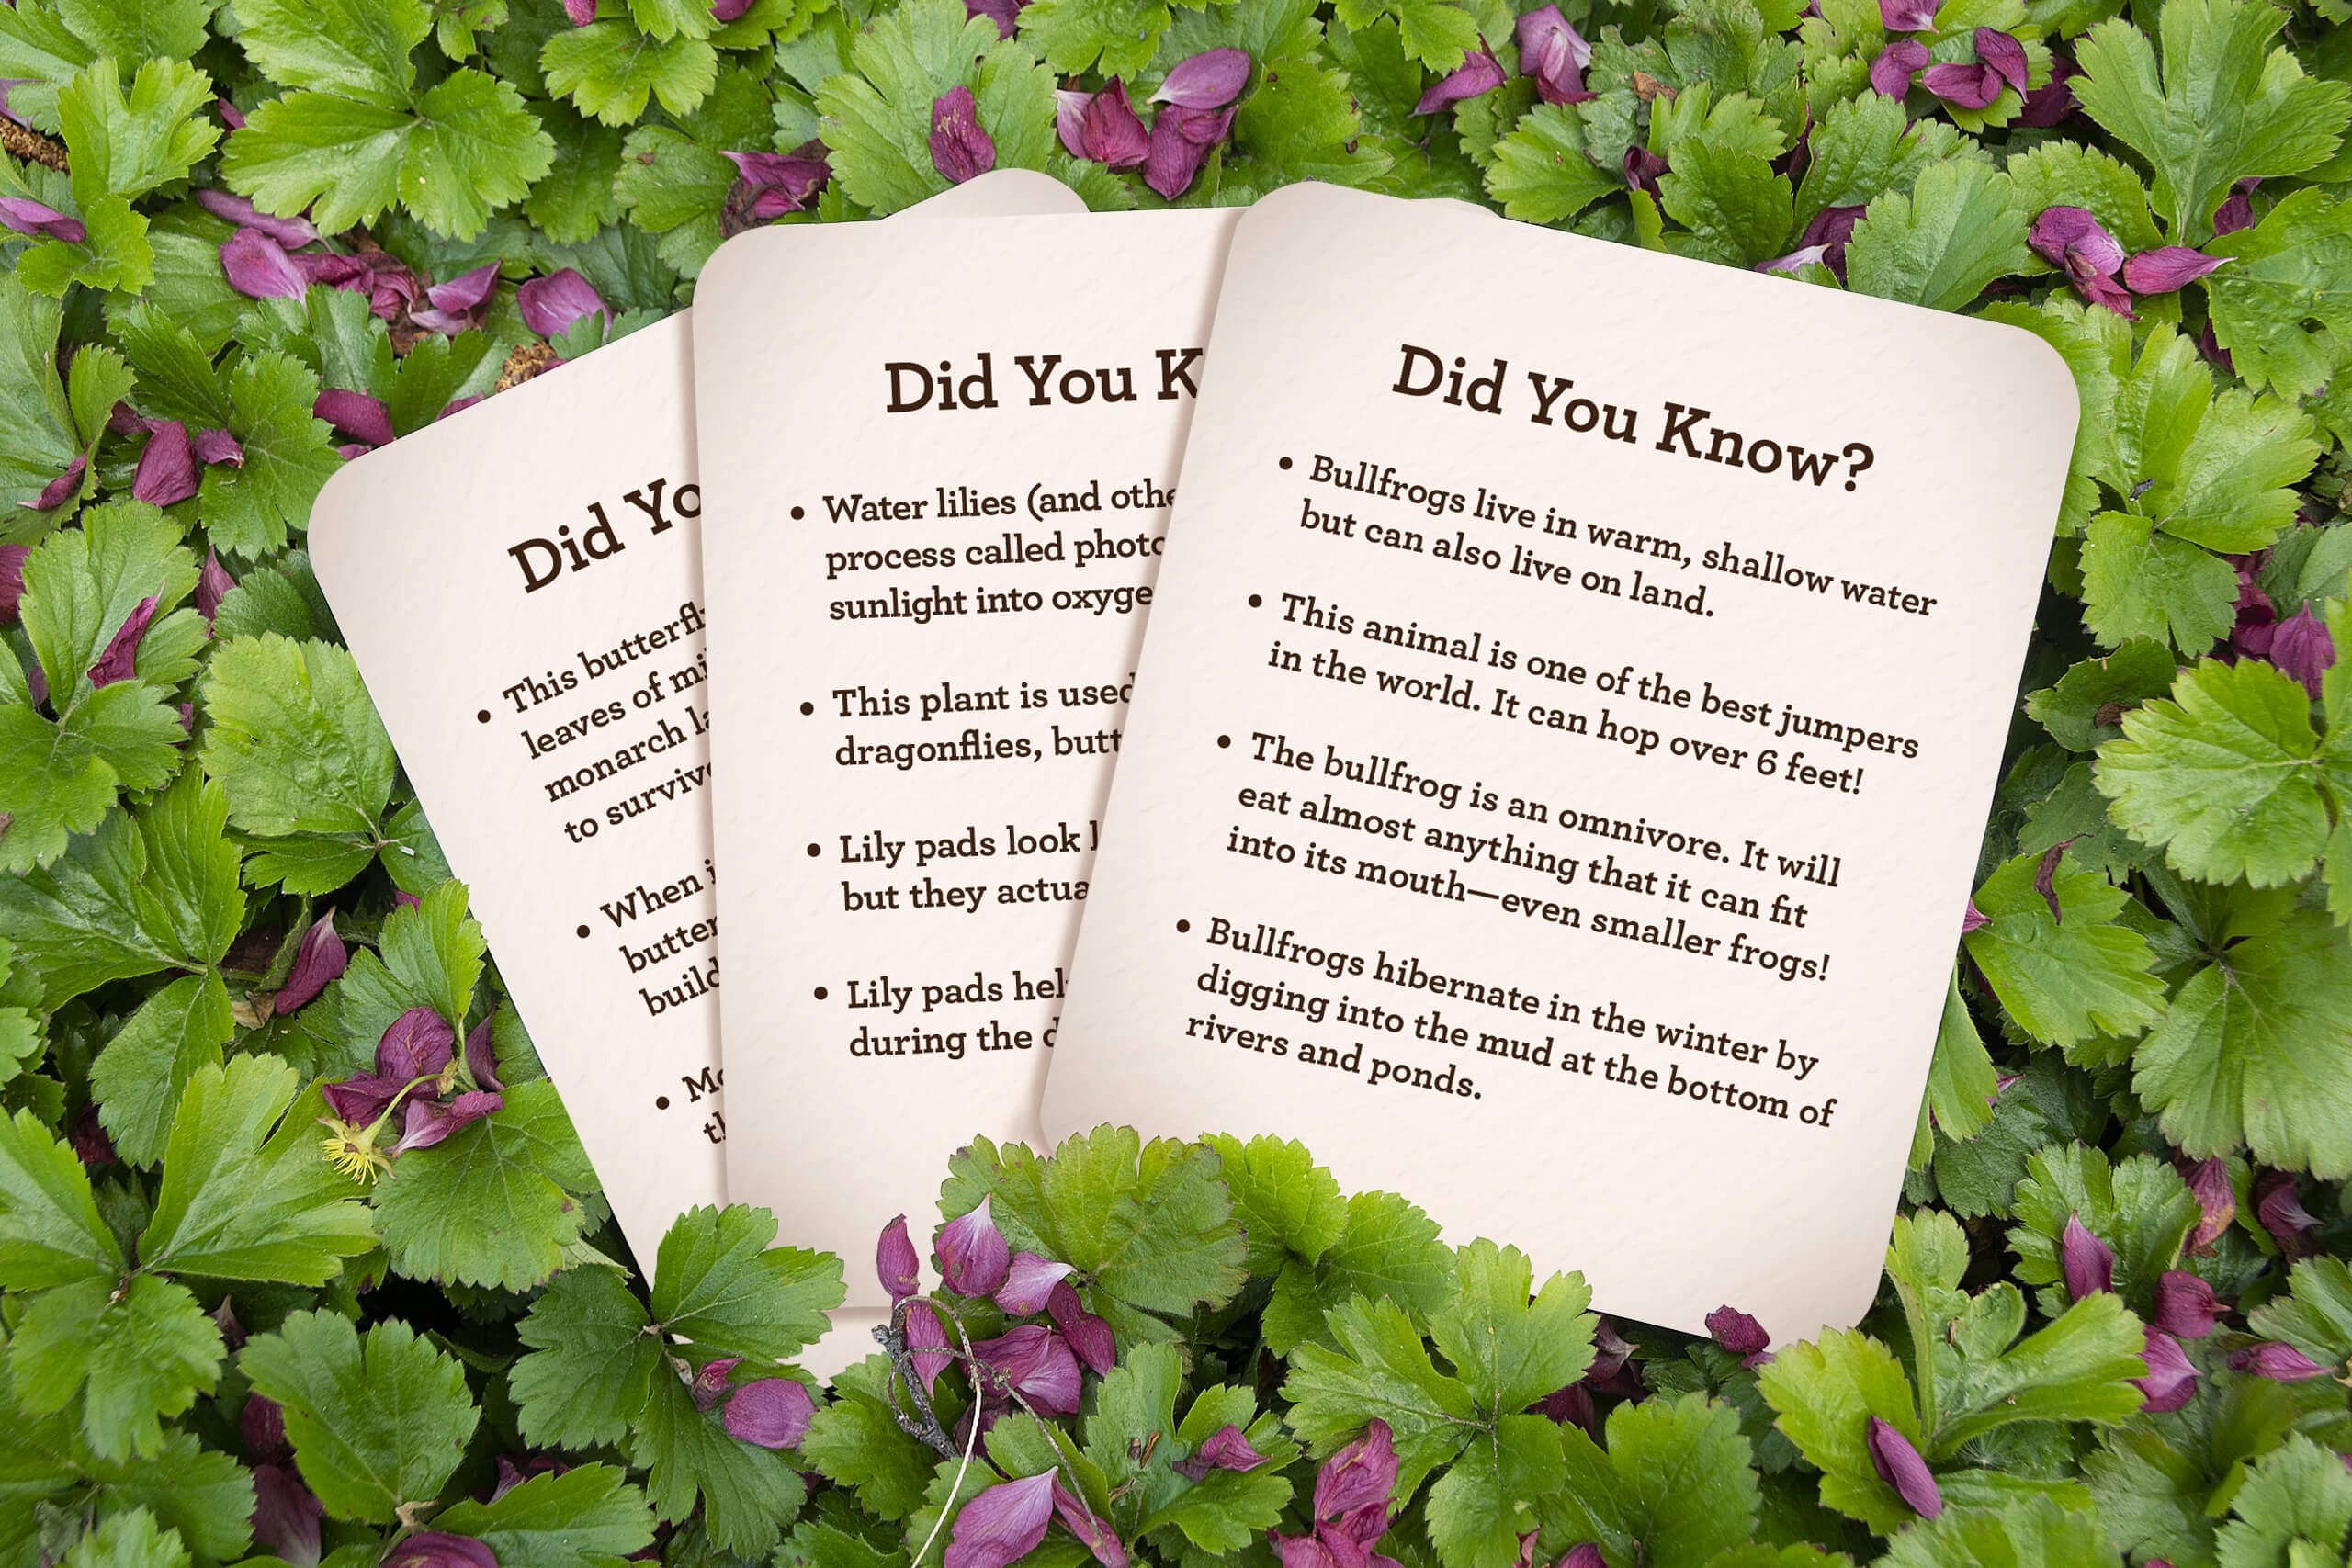 Did Yo
• This butterfl
leaves of mi
monarch la
to surviv
• When i
butter
build
• Mo
th
Did You K
• Water lilies (and othe
process called photo
sunlight into oxyge
• This plant is used
dragonflies, butt
• Lily pads look l
but they actua
• Lily pads hel
during the d
Did You Know?
• Bullfrogs live in warm, shallow water
but can also live on land.
• This animal is one of the best jumpers
in the world. It can hop over 6 feet!
• The bullfrog is an omnivore. It will
eat almost anything that it can fit
into its mouth—even smaller frogs!
• Bullfrogs hibernate in the winter by
digging into the mud at the bottom of
rivers and ponds.